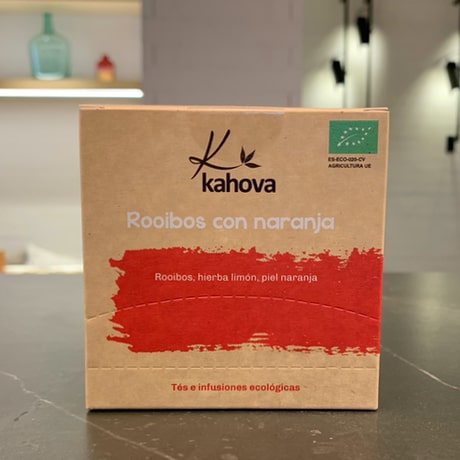 kahova
ES-ECO-020-CV
AGRICULTURA UE
Rooibos con naranja
Rooibos, hierba limón, piel naranja
Tés e infusiones ecológicas